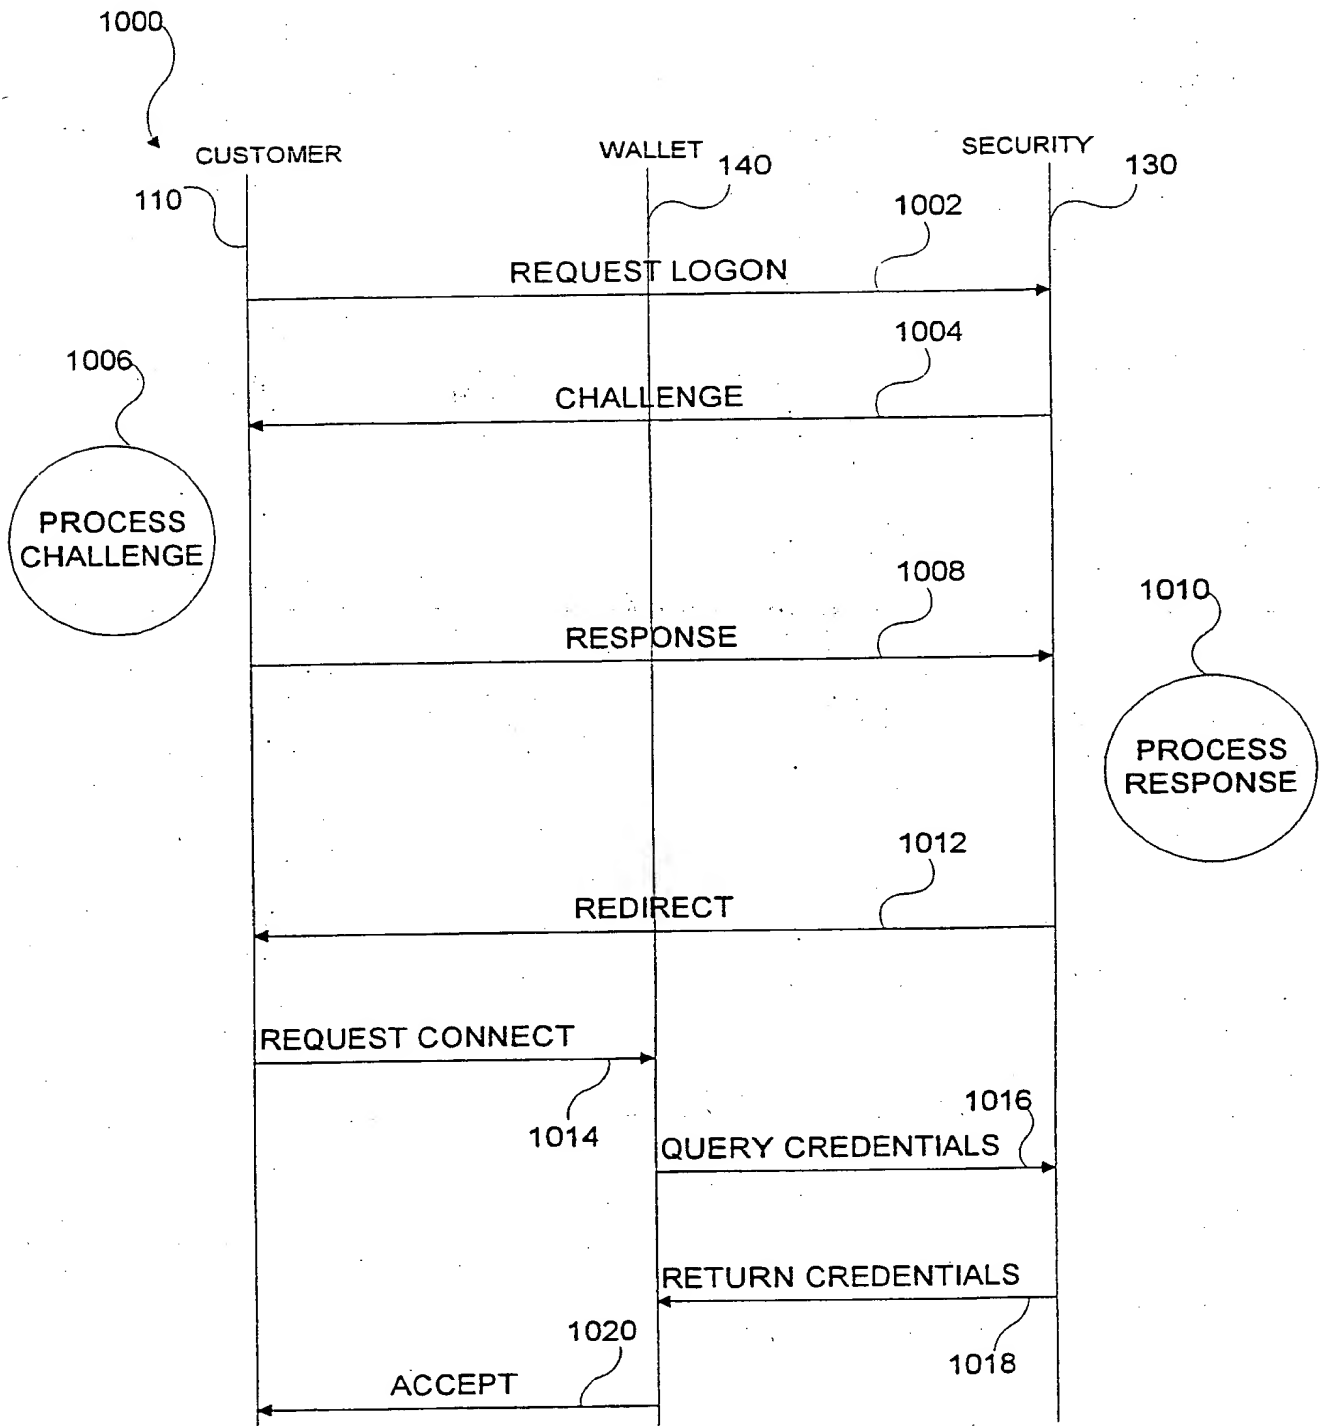 1000
CUSTOMER
WALLET
SECURITY
110
140
130
1002
REQUEST LOGON
1004
CHALLENGE
1006
PROCESS
CHALLENGE
1008
RESPONSE
1010
PROCESS
RESPONSE
1012
REDIRECT
REQUEST CONNECT
1014
1016
QUERY CREDENTIALS
RETURN CREDENTIALS
1018
1020
ACCEPT